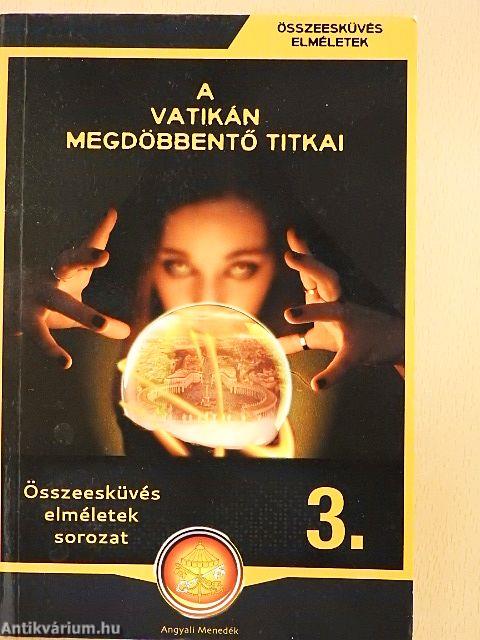 ÖSSZEESKÜVÉS
ELMÉLETEK
A
VATIKÁN
MEGDÖBBENTŐ TITKAI
Összeesküvés
elméletek
sorozat
3.
Angyali Menedék
Antikvárium.hu